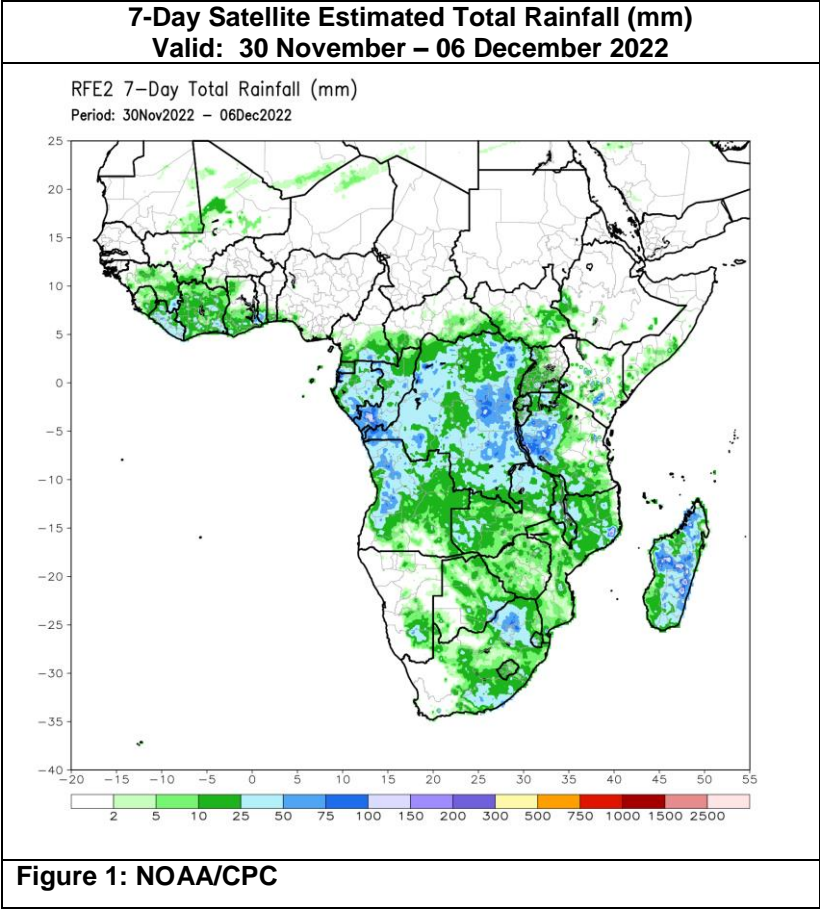 7-Day Satellite Estimated Total Rainfall (mm)
Valid: 30 November – 06 December 2022
RFE2 7-Day Total Rainfall (mm)
Period: 30Nov2022 – 06Dec2022
25
20
15
10
5
0
−5
−10
−15
−20
−25
−30
−35
−40
−20 −15 −10 −5 0 5 10 15 20 25 30 35 40 45 50 55
2 5 10 25 50 75 100 150 200 300 500 750 1000 1500 2500
Figure 1: NOAA/CPC